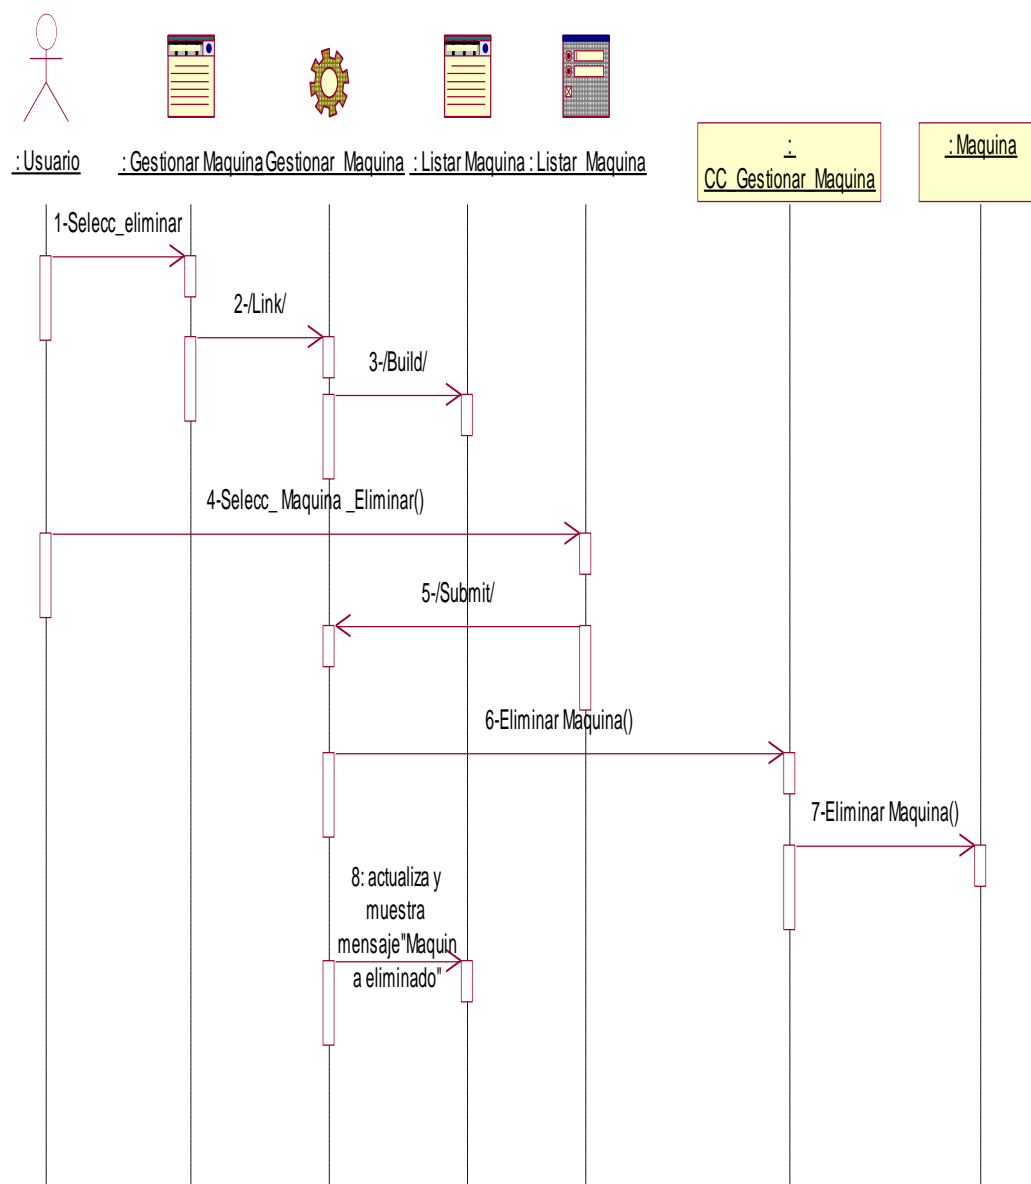 : Usuario
: Gestionar Maquina
Gestionar_Maquina
: Listar Maquina
: Listar_Maquina
:
CC_Gestionar_Maquina
: Maquina
1-Selecc_eliminar
2-/Link/
3-/Build/
4-Selecc_ Maquina _Eliminar()
5-/Submit/
6-Eliminar Maquina()
7-Eliminar Maquina()
8: actualiza y
muestra
mensaje"Maquin
a eliminado"